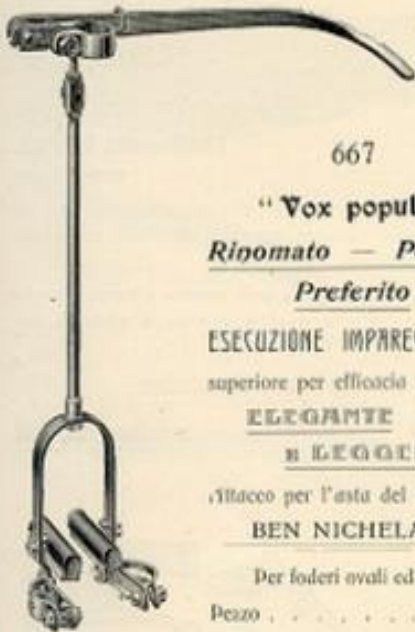 667
" Vox popul
Rinomato — P
Preferito
ESECUZIONE IMPAREG
superiore per efficacia
ELEGANTE
E LEGGE
Attacco per l'asta del
BEN NICHELA
Per foderi ovali ed
Pezzo . . . . . . .